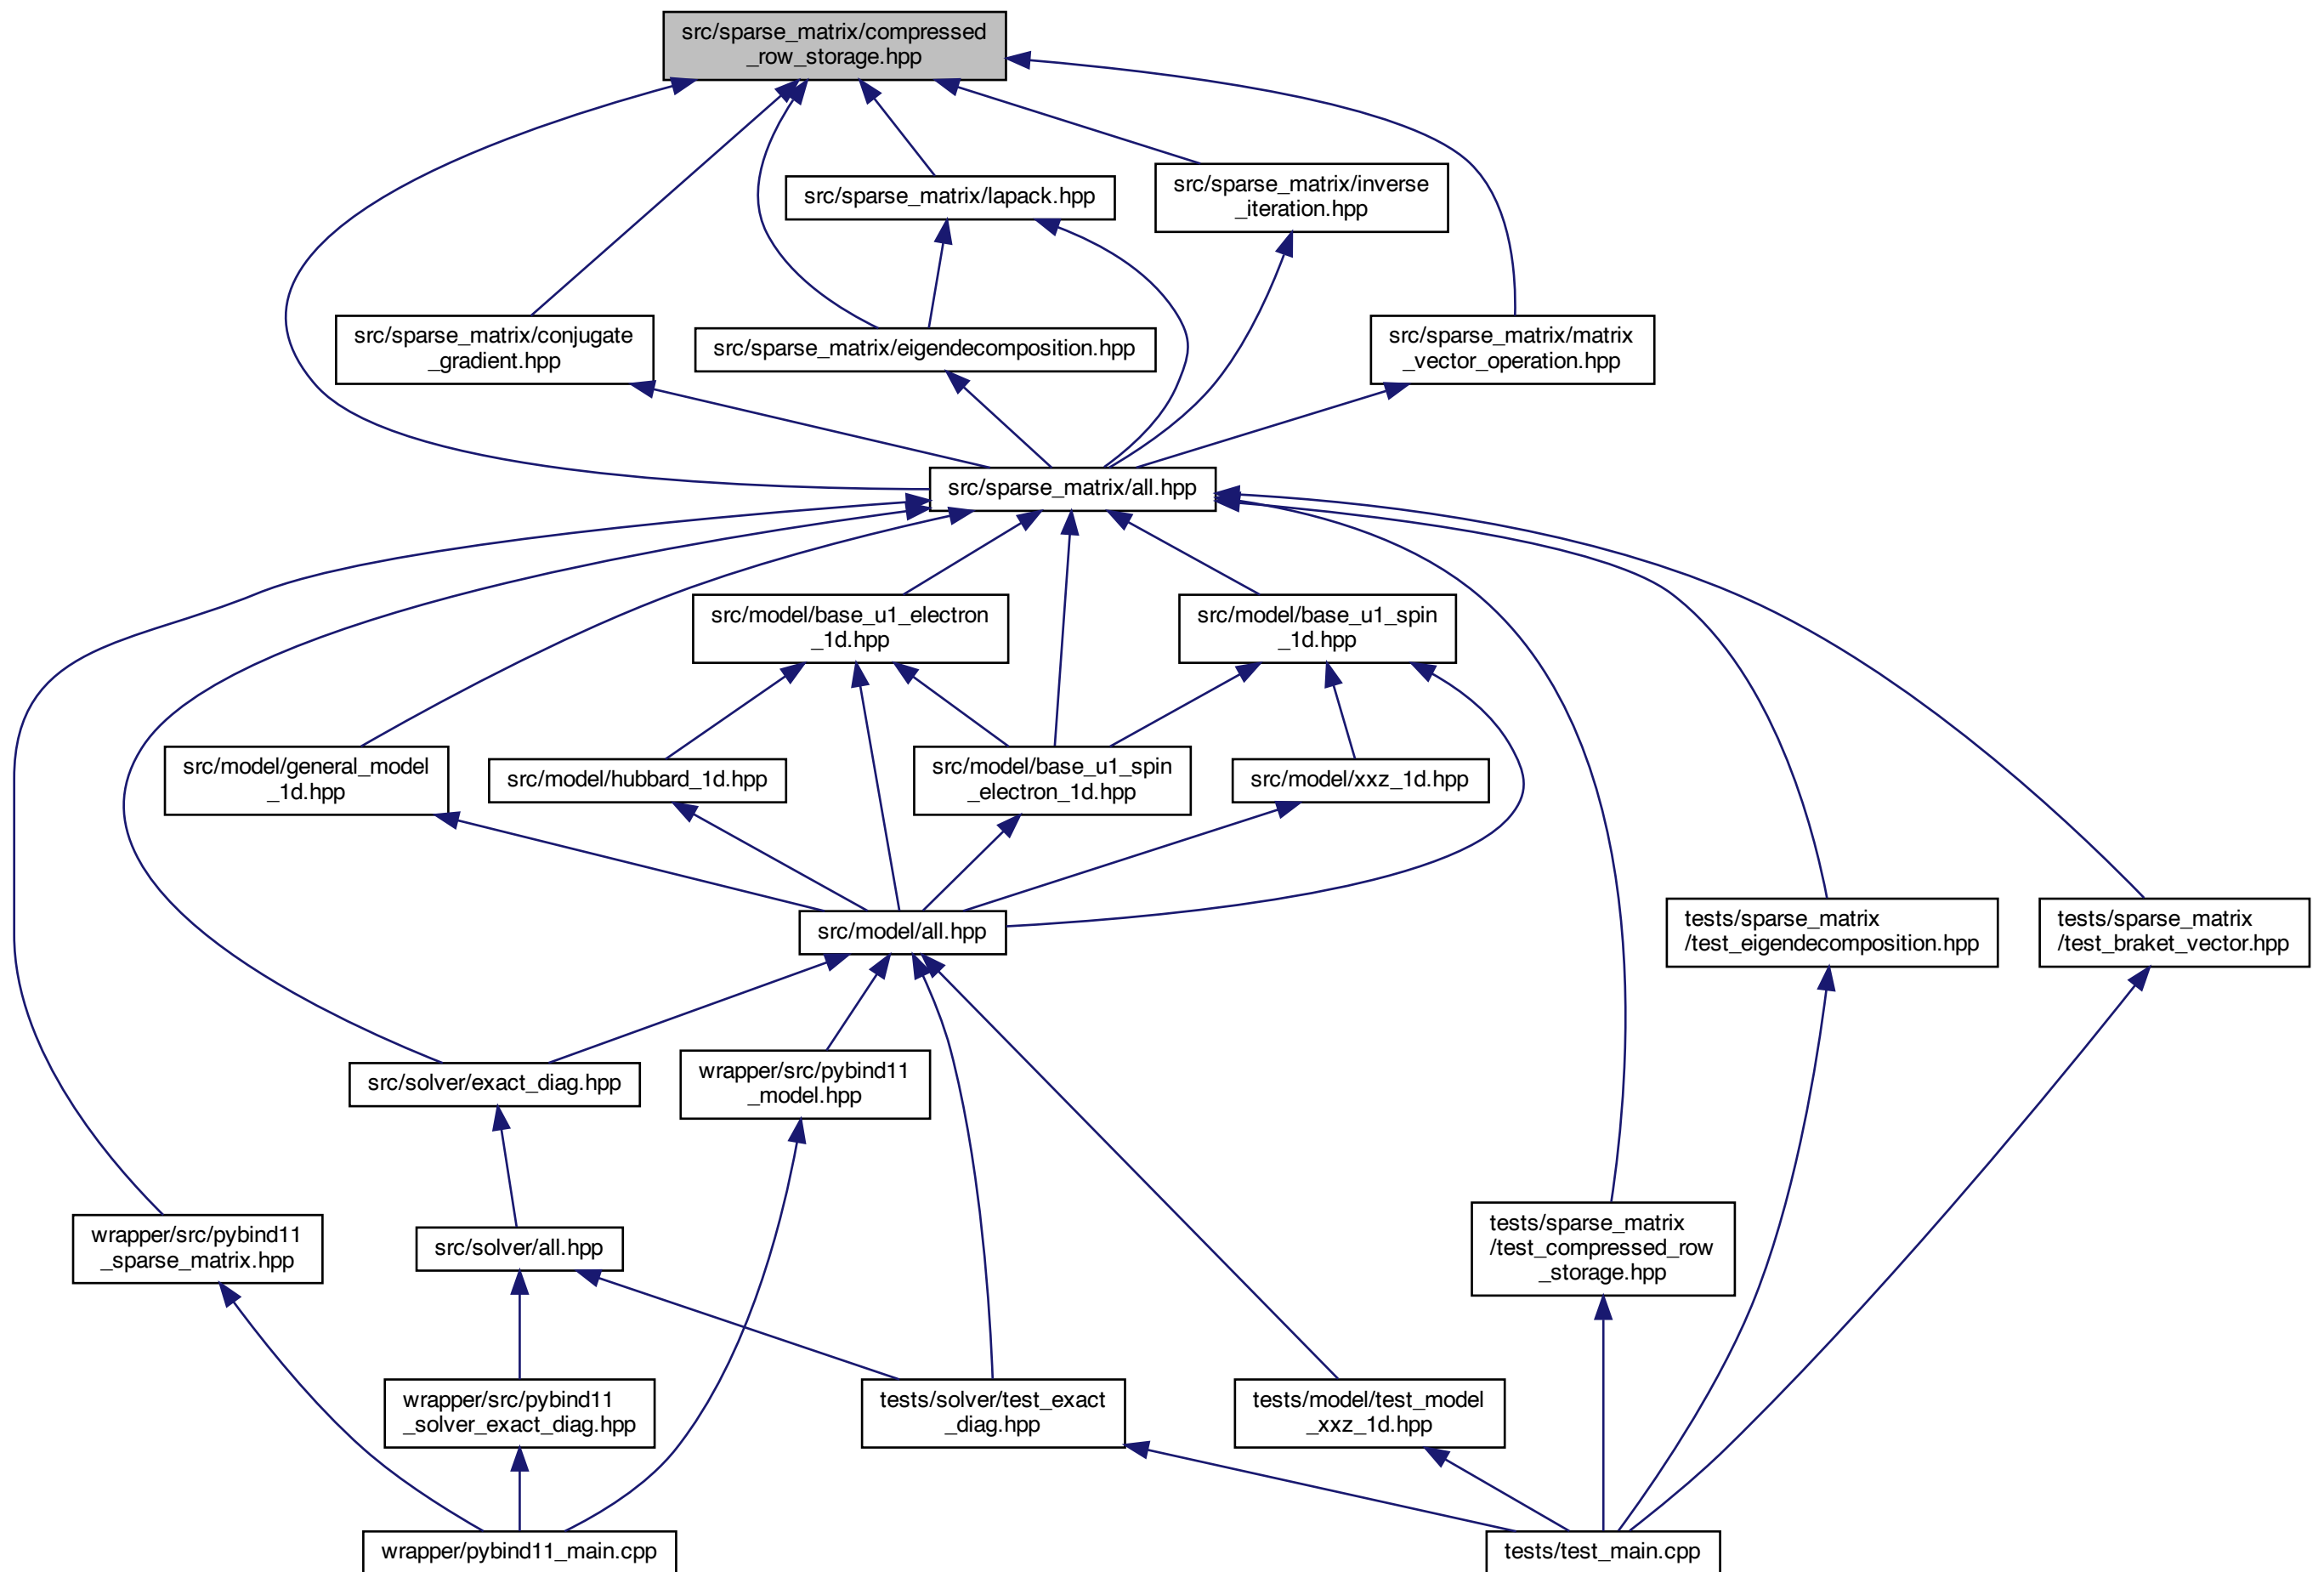 src/sparse_matrix/compressed
_row_storage.hpp
src/sparse_matrix/lapack.hpp
src/sparse_matrix/inverse
_iteration.hpp
src/sparse_matrix/conjugate
_gradient.hpp
src/sparse_matrix/eigendecomposition.hpp
src/sparse_matrix/matrix
_vector_operation.hpp
src/sparse_matrix/all.hpp
src/model/base_u1_electron
_1d.hpp
src/model/base_u1_spin
_1d.hpp
src/model/general_model
_1d.hpp
src/model/hubbard_1d.hpp
src/model/base_u1_spin
_electron_1d.hpp
src/model/xxz_1d.hpp
src/model/all.hpp
tests/sparse_matrix
/test_eigendecomposition.hpp
tests/sparse_matrix
/test_braket_vector.hpp
src/solver/exact_diag.hpp
wrapper/src/pybind11
_model.hpp
wrapper/src/pybind11
_sparse_matrix.hpp
src/solver/all.hpp
tests/sparse_matrix
/test_compressed_row
_storage.hpp
wrapper/src/pybind11
_solver_exact_diag.hpp
tests/solver/test_exact
_diag.hpp
tests/model/test_model
_xxz_1d.hpp
wrapper/pybind11_main.cpp
tests/test_main.cpp